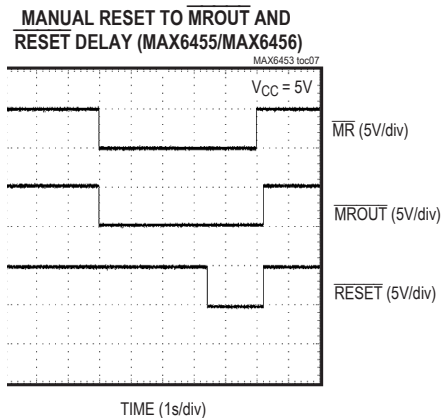 MANUAL RESET TO MROUT AND
RESET DELAY (MAX6455/MAX6456)
MAX6453 toc07
VCC = 5V
MR (5V/div)
MROUT (5V/div)
RESET (5V/div)
TIME (1s/div)